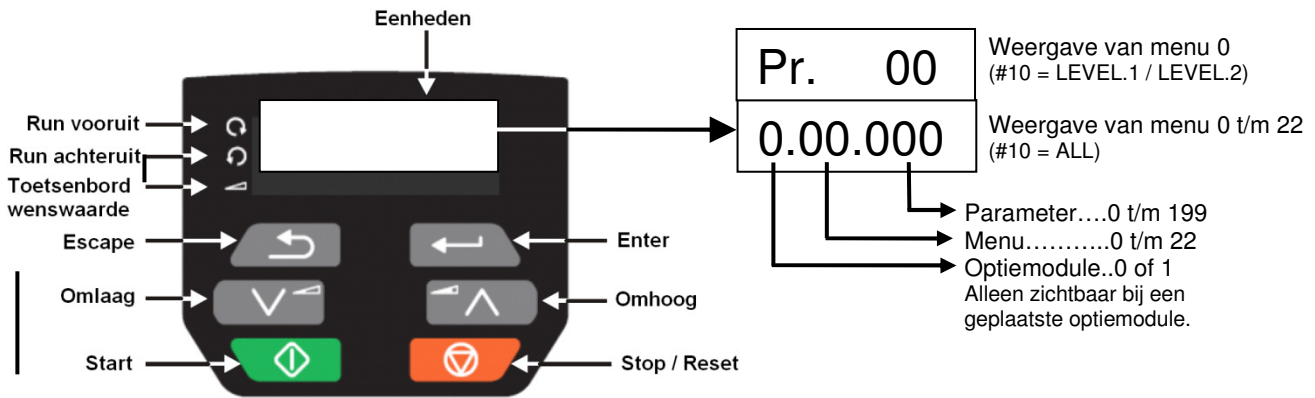 Eenheden
Run vooruit
Run achteruit
Toetsenbord
wenswaarde
Escape
Enter
Omlaag
Omhoog
Start
Stop / Reset
Pr. 00
Weergave van menu 0
(#10 = LEVEL.1 / LEVEL.2)
0.00.000
Weergave van menu 0 t/m 22
(#10 = ALL)
Parameter….0 t/m 199
Menu………..0 t/m 22
Optiemodule..0 of 1
Alleen zichtbaar bij een
geplaatste optiemodule.